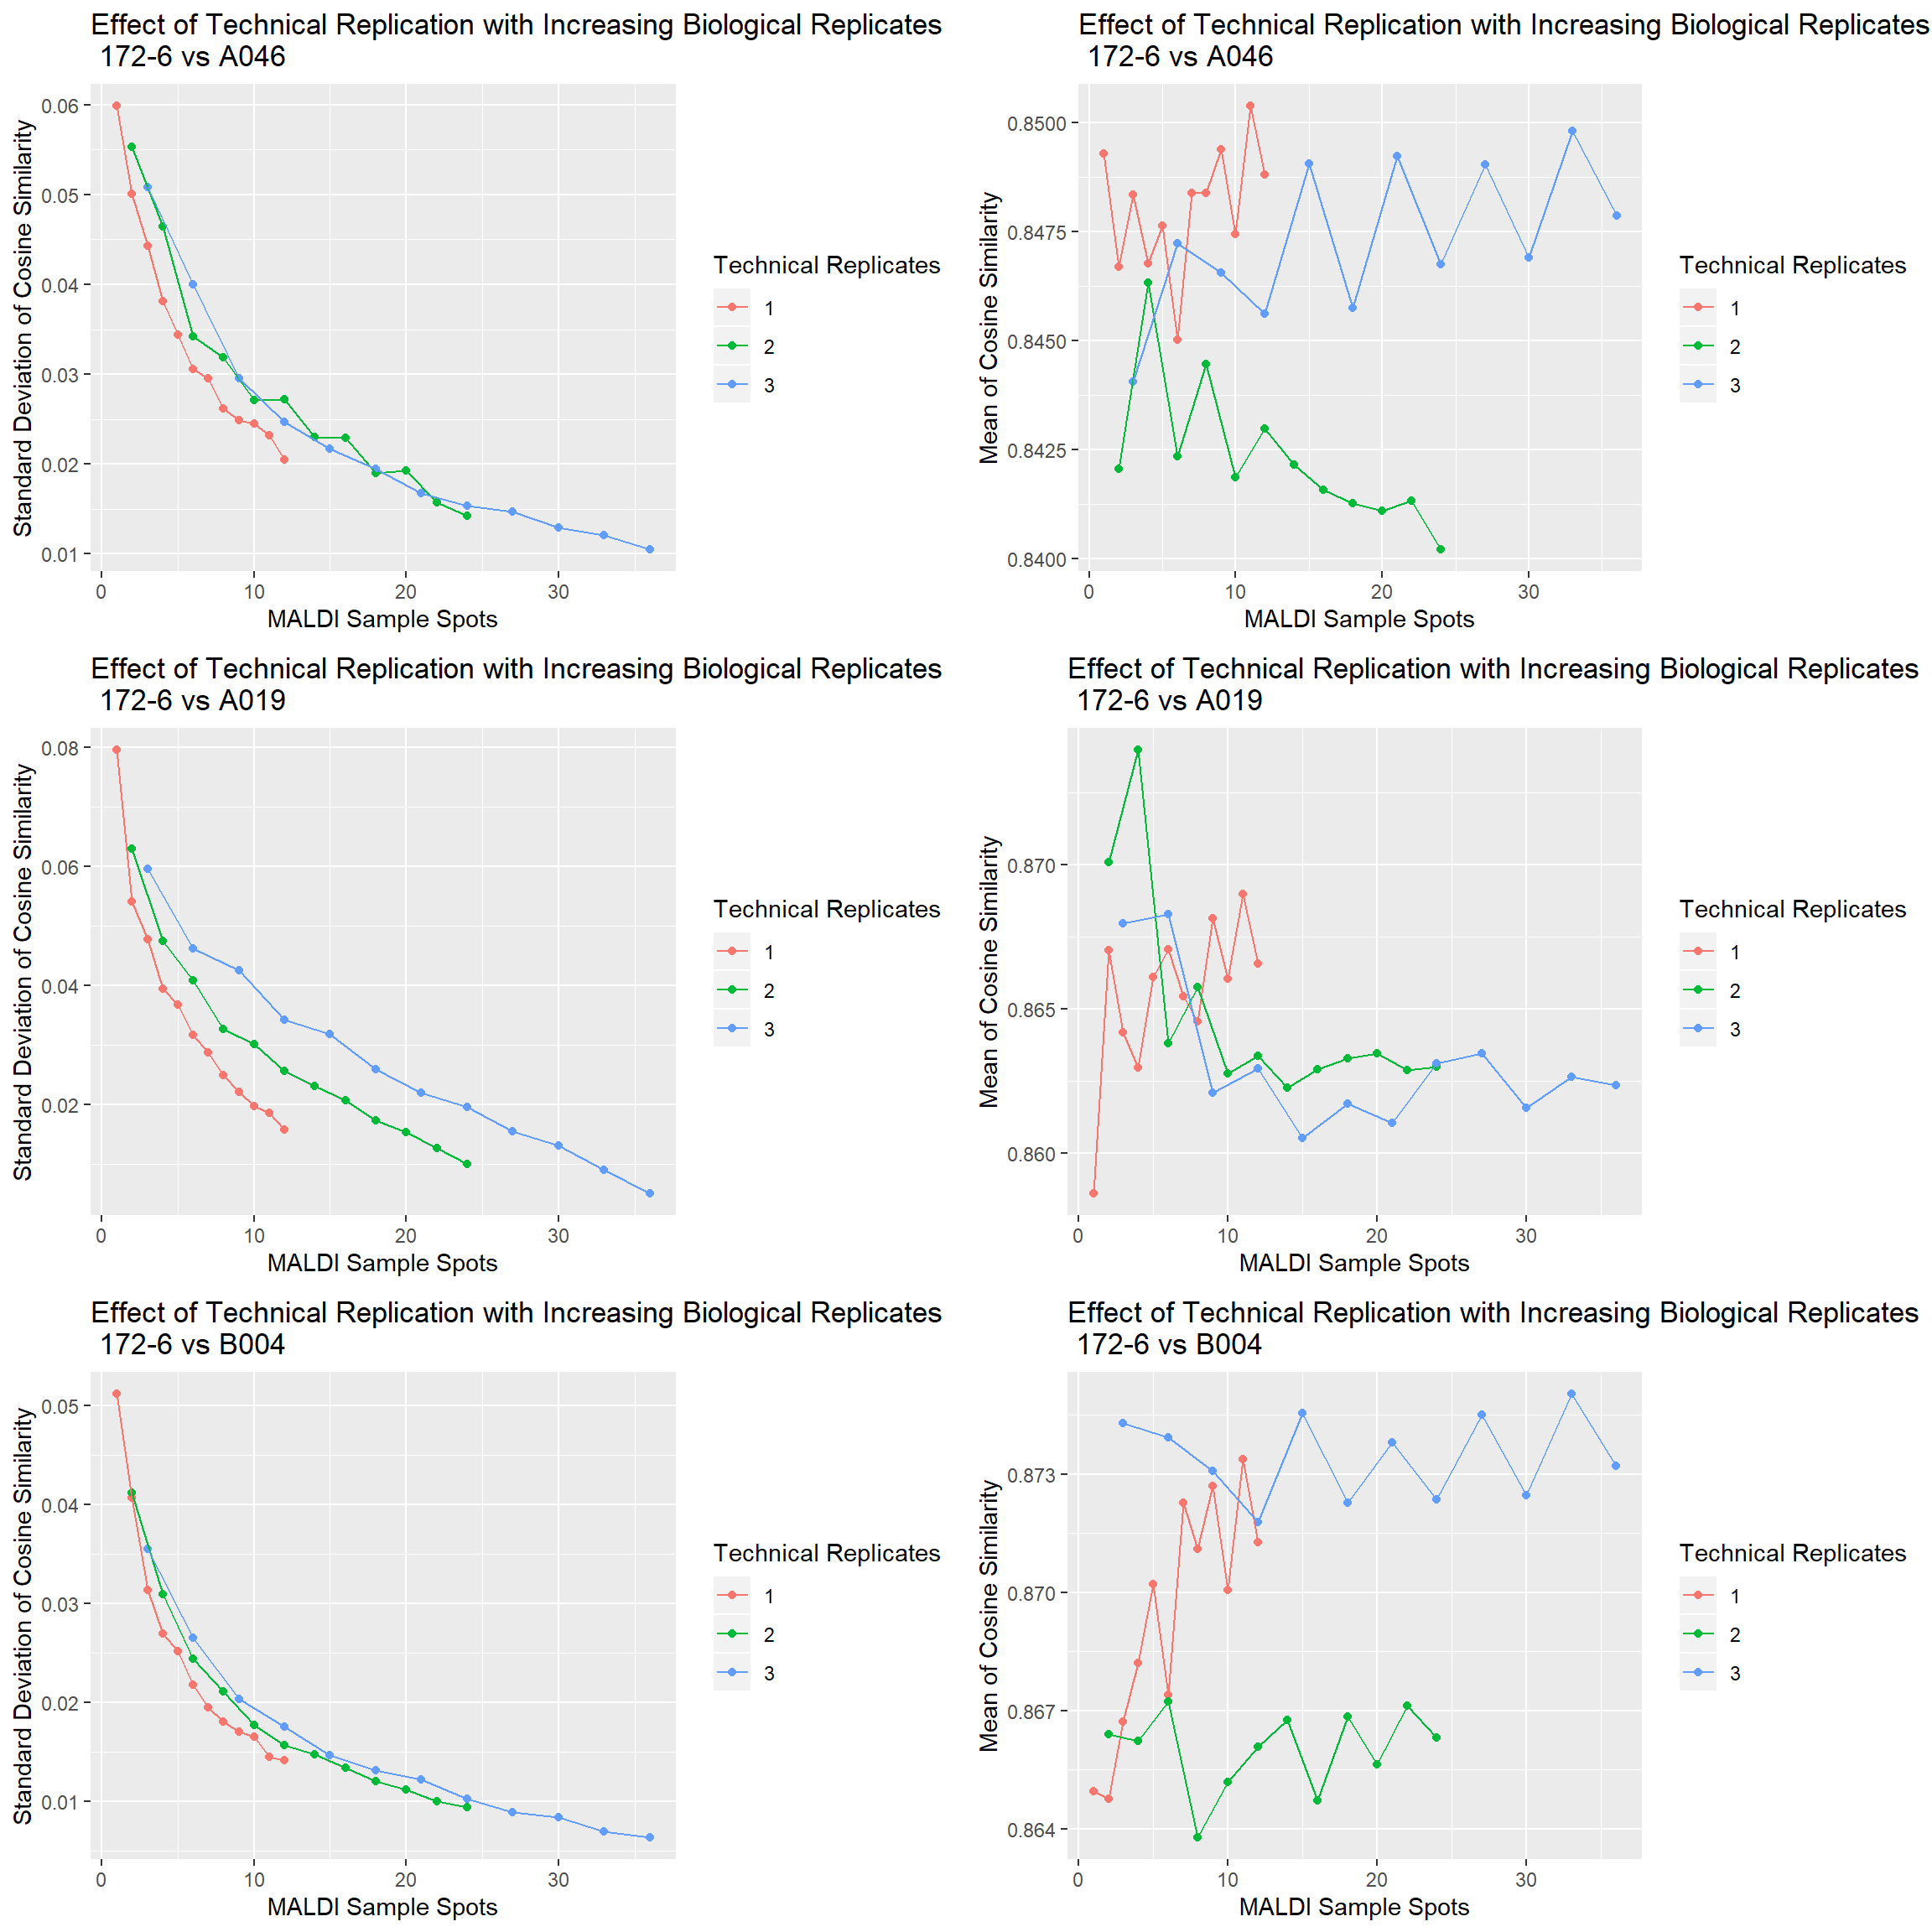 Effect of Technical Replication with Increasing Biological Replicates
172-6 vs A046
Standard Deviation of Cosine Similarity
0.06
0.05
0.04
0.03
0.02
0.01
0 10 20 30
MALDI Sample Spots
Technical Replicates
1
2
3
Effect of Technical Replication with Increasing Biological Replicates
172-6 vs A046
Mean of Cosine Similarity
0.8500
0.8475
0.8450
0.8425
0.8400
0 10 20 30
MALDI Sample Spots
Technical Replicates
1
2
3
Effect of Technical Replication with Increasing Biological Replicates
172-6 vs A019
Standard Deviation of Cosine Similarity
0.08
0.06
0.04
0.02
0 10 20 30
MALDI Sample Spots
Technical Replicates
1
2
3
Effect of Technical Replication with Increasing Biological Replicates
172-6 vs A019
Mean of Cosine Similarity
0.870
0.865
0.860
0 10 20 30
MALDI Sample Spots
Technical Replicates
1
2
3
Effect of Technical Replication with Increasing Biological Replicates
172-6 vs B004
Standard Deviation of Cosine Similarity
0.05
0.04
0.03
0.02
0.01
0 10 20 30
MALDI Sample Spots
Technical Replicates
1
2
3
Effect of Technical Replication with Increasing Biological Replicates
172-6 vs B004
Mean of Cosine Similarity
0.873
0.870
0.867
0.864
0 10 20 30
MALDI Sample Spots
Technical Replicates
1
2
3